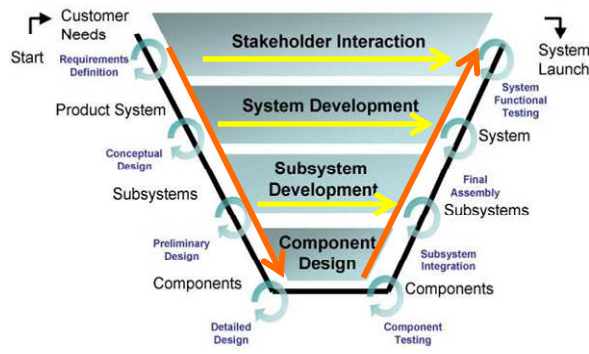 Customer
Needs
Start
Requirements
Definition
Stakeholder Interaction
System
Launch
System
Functional
Testing
Product System
System Development
System
Conceptual
Design
Subsystem
Development
Final
Assembly
Subsystems
Subsystems
Preliminary
Design
Component
Design
Subsystem
Integration
Components
Components
Detailed
Design
Component
Testing